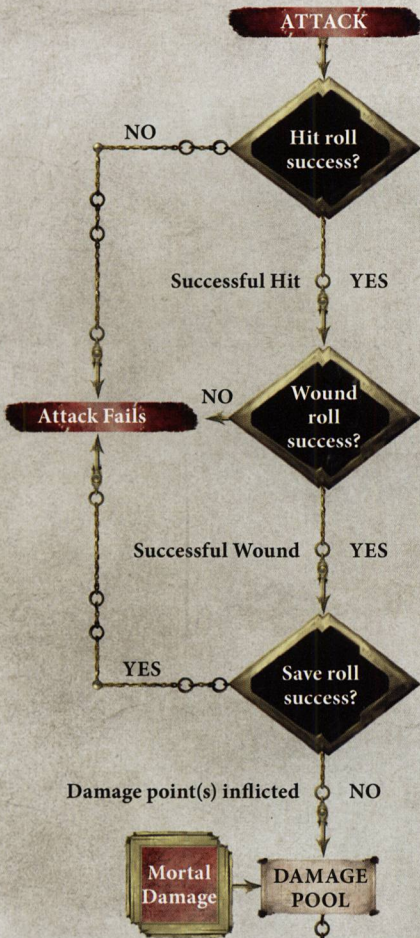 ATTACK
Hit roll
success?
NO
Successful Hit YES
Wound
roll
success?
NO
Attack Fails
Successful Wound YES
Save roll
success?
YES
Damage point(s) inflicted NO
Mortal
Damage
DAMAGE
POOL